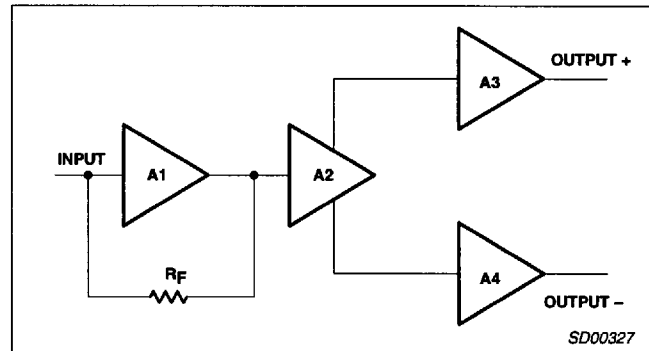 OUTPUT +
A3
INPUT
A1
A2
RF
A4
OUTPUT –
SD00327